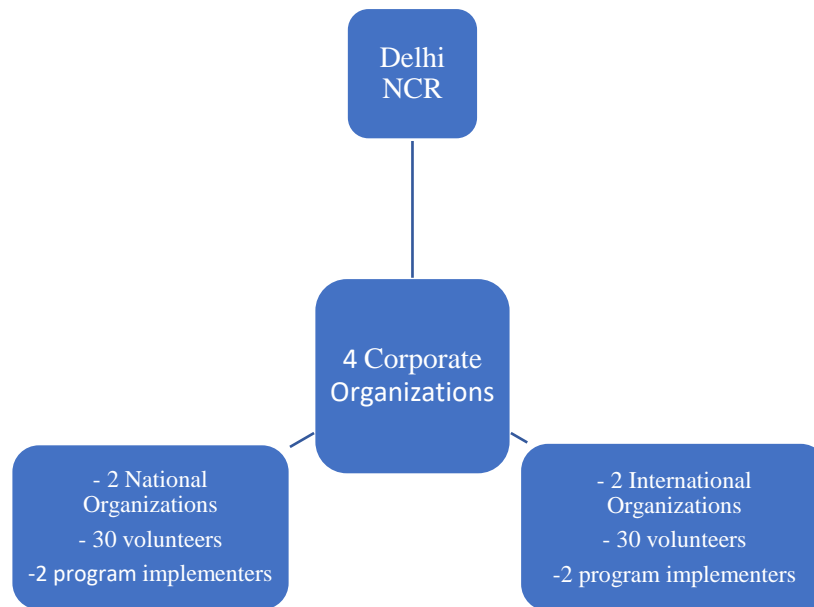 Delhi
NCR
4 Corporate
Organizations
- 2 National
Organizations
- 30 volunteers
-2 program implementers
- 2 International
Organizations
- 30 volunteers
-2 program implementers